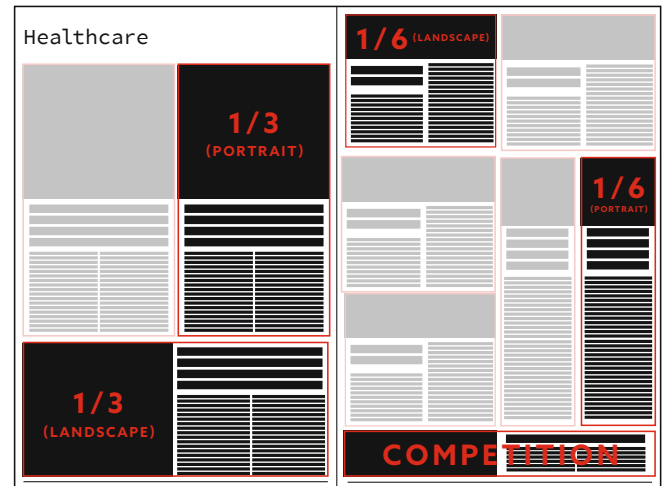 Healthcare
1/3
(PORTRAIT)
1/3
(LANDSCAPE)
1/6 (LANDSCAPE)
1/6
(PORTRAIT)
COMPETITION